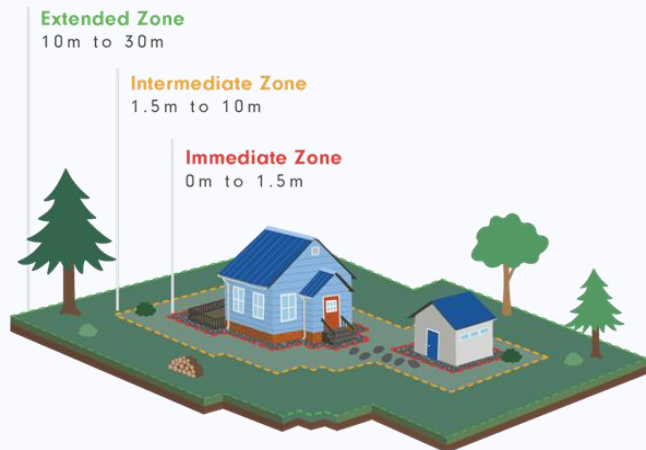 Extended Zone
10m to 30m
Intermediate Zone
1.5m to 10m
Immediate Zone
0m to 1.5m